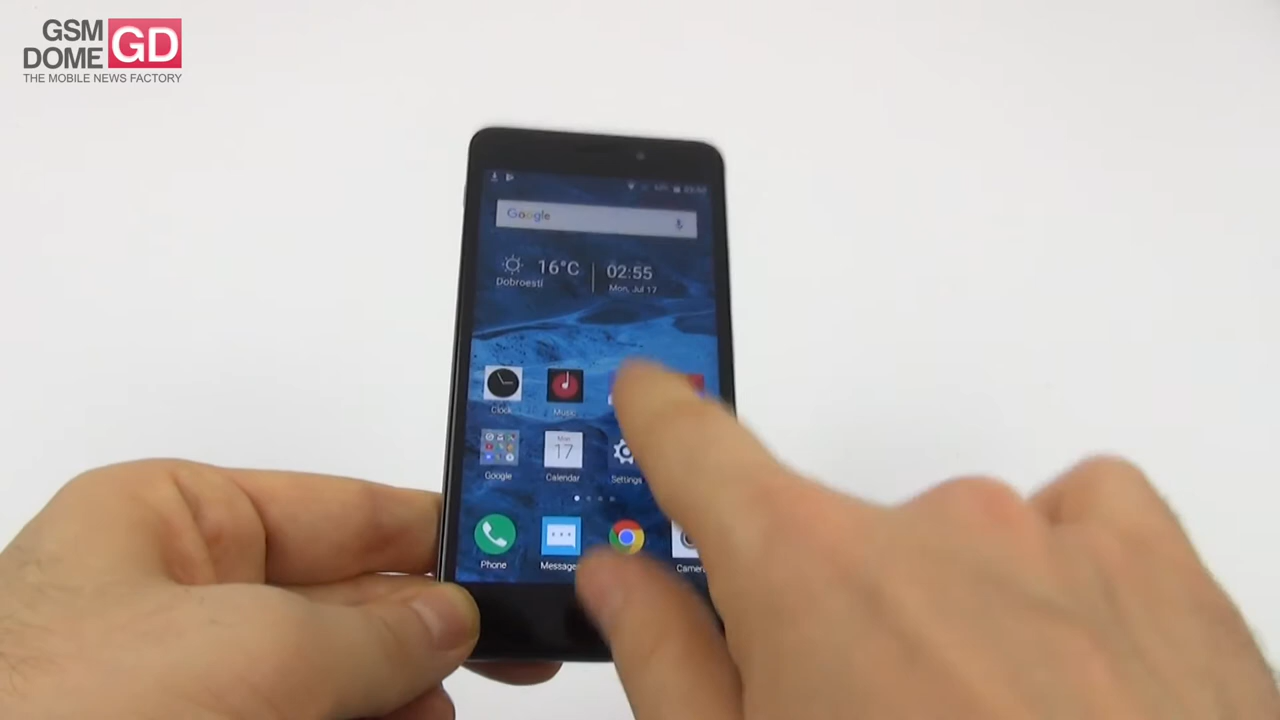 GSM
DOME GD
THE MOBILE NEWS FACTORY
Google
16°C 02:55
Dobroesti Mon, Jul 17
Clock Music
17
Google Calendar Settings
Phone Message Camera